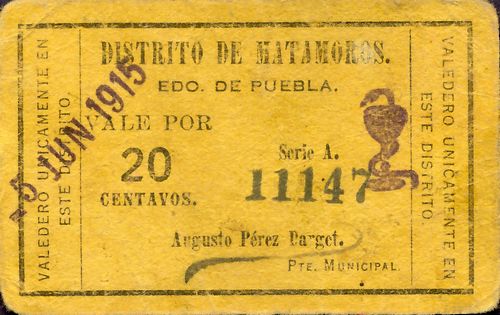 DISTRITO DE MATAMOROS.
EDO. DE PUEBLA.
VALE POR
20
CENTAVOS.
Serie A.
11147
Augusto Pérez Darget.
PTE. MUNICIPAL.
VALEDERO UNICAMENTE EN
ESTE DISTRITO.
VALEDERO UNICAMENTE EN
ESTE DISTRITO.
-5 JUN 1915